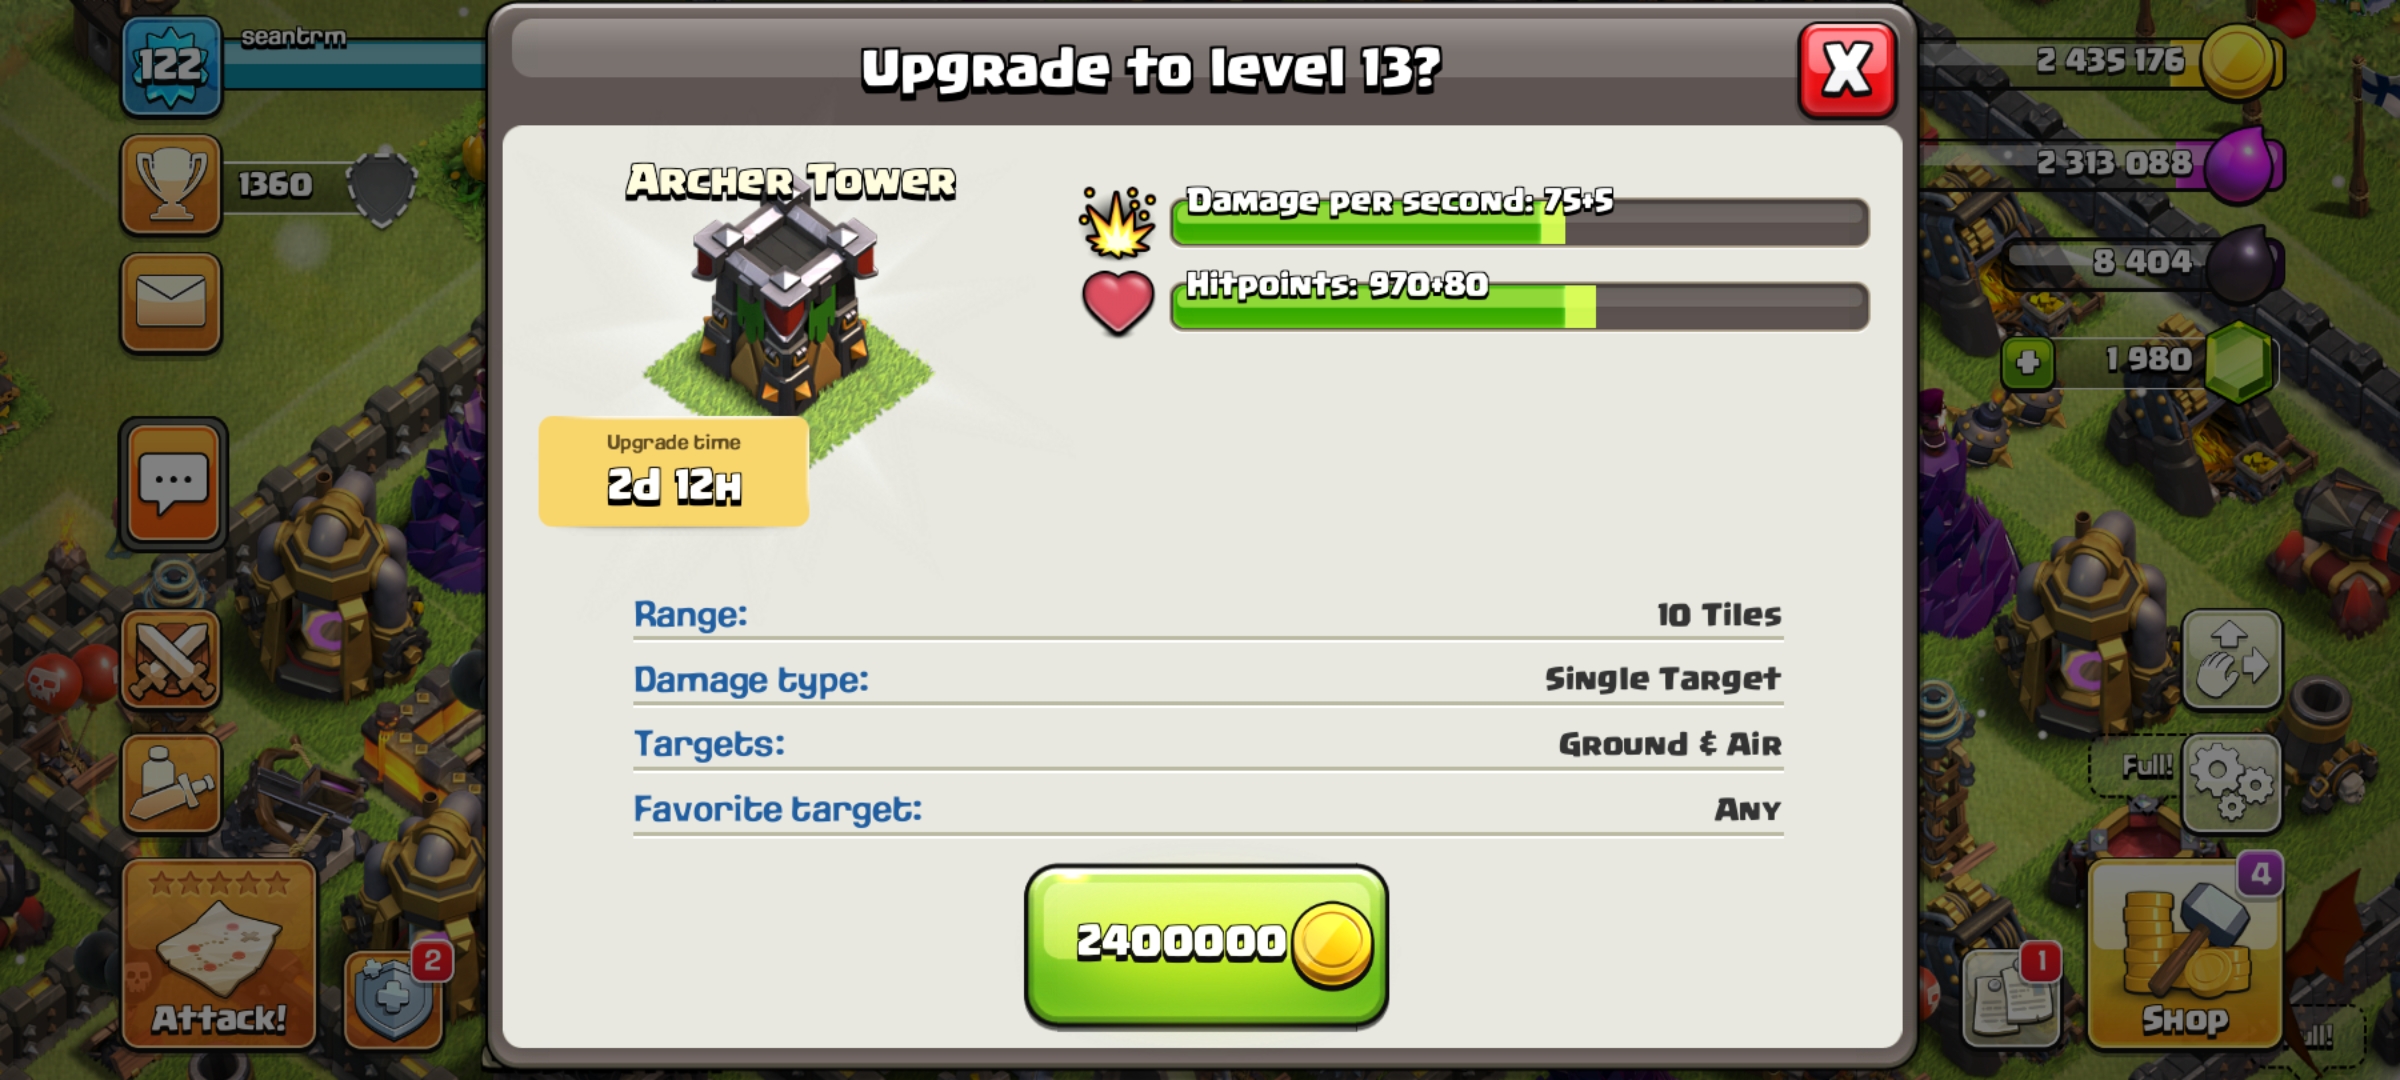 122
seantrm
1360
Upgrade to level 13?
X
2 435 176
2 313 088
8 404
1 980
Archer Tower
Damage per second: 75+5
Hitpoints: 970+80
Upgrade time
2d 12H
Range: 10 Tiles
Damage type: Single Target
Targets: Ground & Air
Favorite target: Any
2400000
Full!
4
2
1
Attack!
Shop